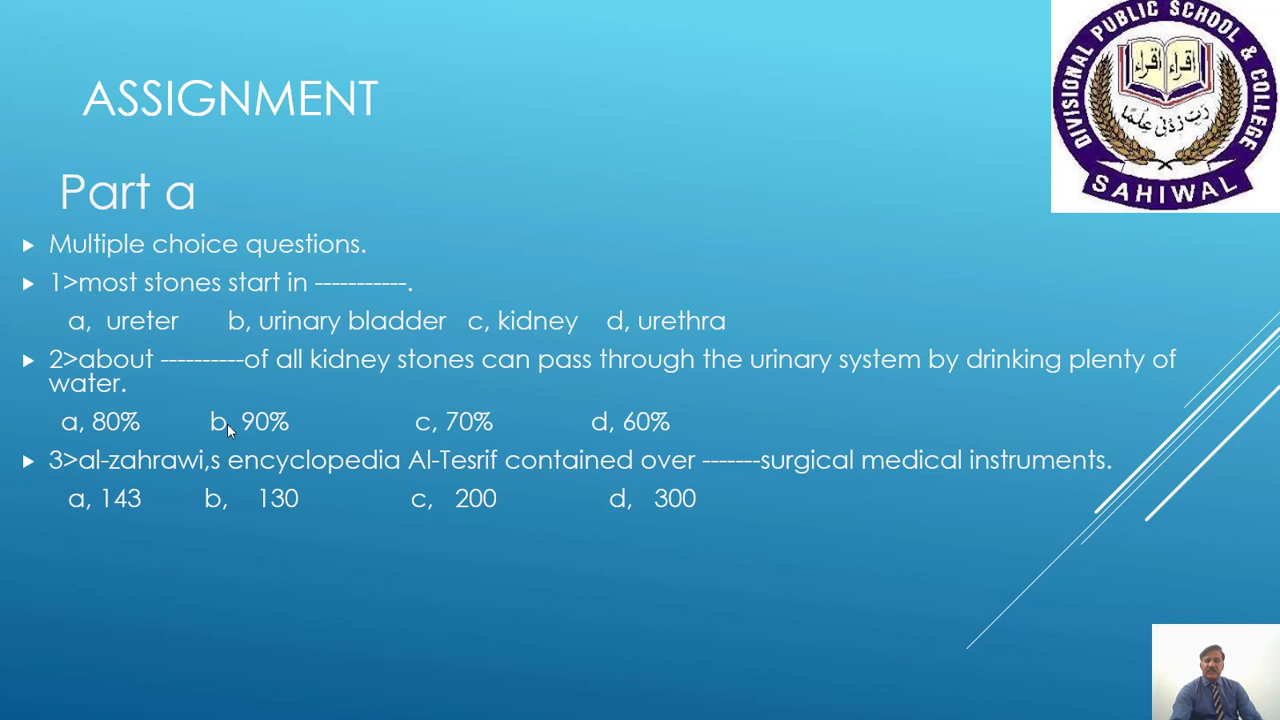 DIVISIONAL PUBLIC SCHOOL & COLLEGE
اقراء اقراء
رَبِّ زِدْنِی عِلْمًا
SAHIWAL
ASSIGNMENT
Part a
Multiple choice questions.
1>most stones start in -----------.
a, ureter b, urinary bladder c, kidney d, urethra
2>about ----------of all kidney stones can pass through the urinary system by drinking plenty of
water.
a, 80% b, 90% c, 70% d, 60%
3>al-zahrawi,s encyclopedia Al-Tesrif contained over -------surgical medical instruments.
a, 143 b, 130 c, 200 d, 300